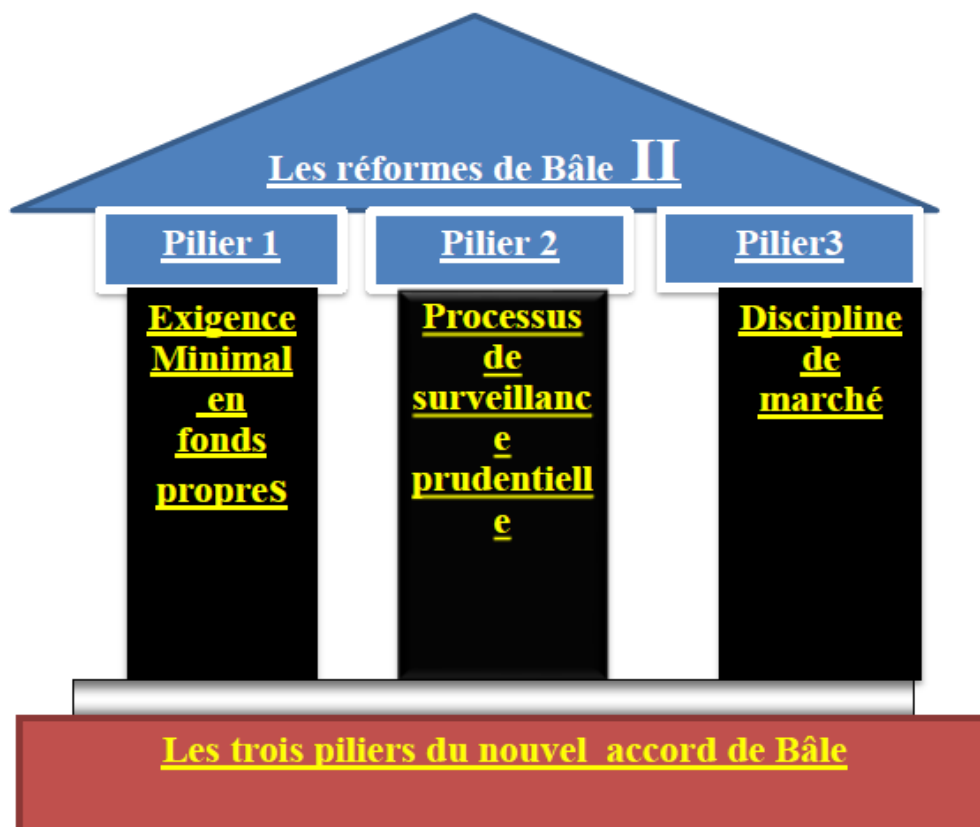 Les réformes de Bâle II
Pilier 1
Pilier 2
Pilier3
Exigence
Minimal
en
fonds
propres
Processus
de
surveillanc
e
prudentiell
e
Discipline
de
marché
Les trois piliers du nouvel accord de Bâle